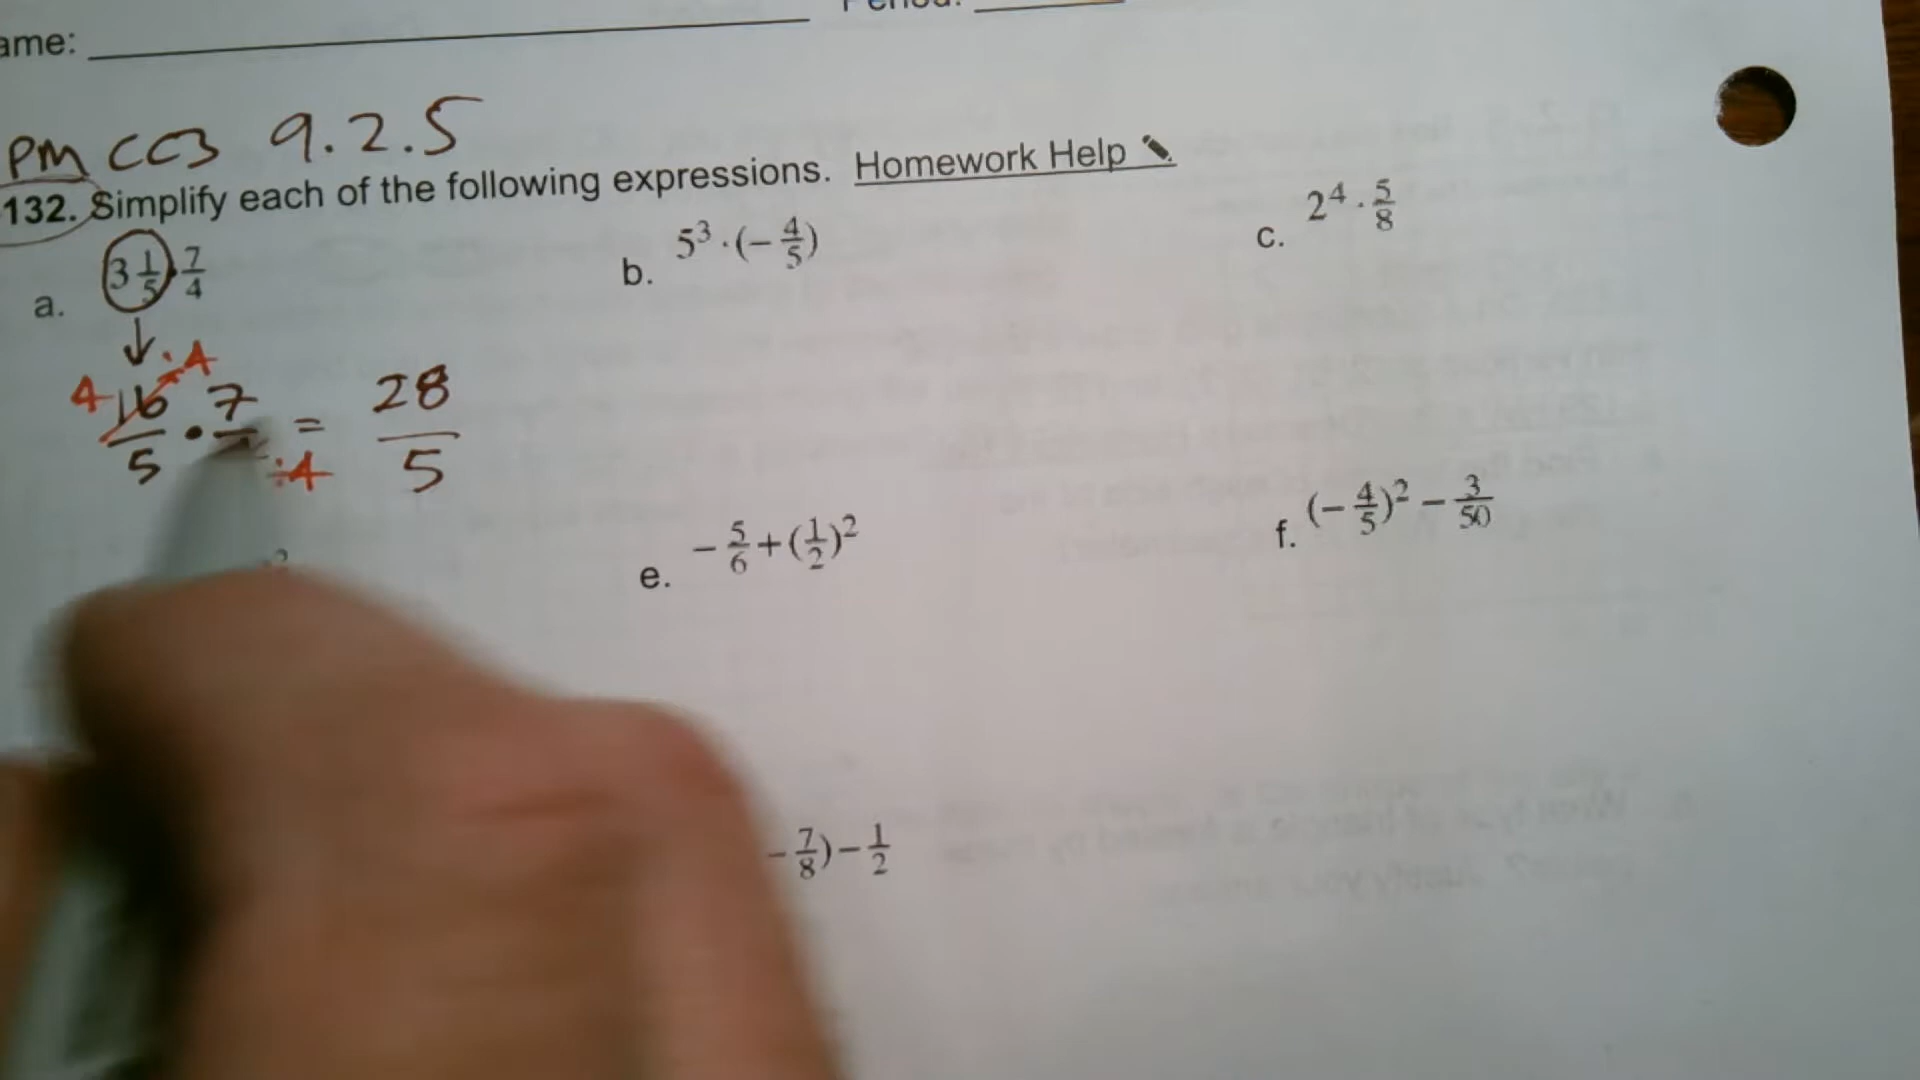 ame:
PM CC3 9.2.5
132. Simplify each of the following expressions. Homework Help ✎
a. 3 1/5 · 7/4
b. 5³ · (− 4/5)
c. 2⁴ · 5/8
4 16/5 ÷4 · 7/ ÷4 = 28/5
e. − 5/6 + (1/2)²
f. (− 4/5)² − 3/50
− 7/8) − 1/2